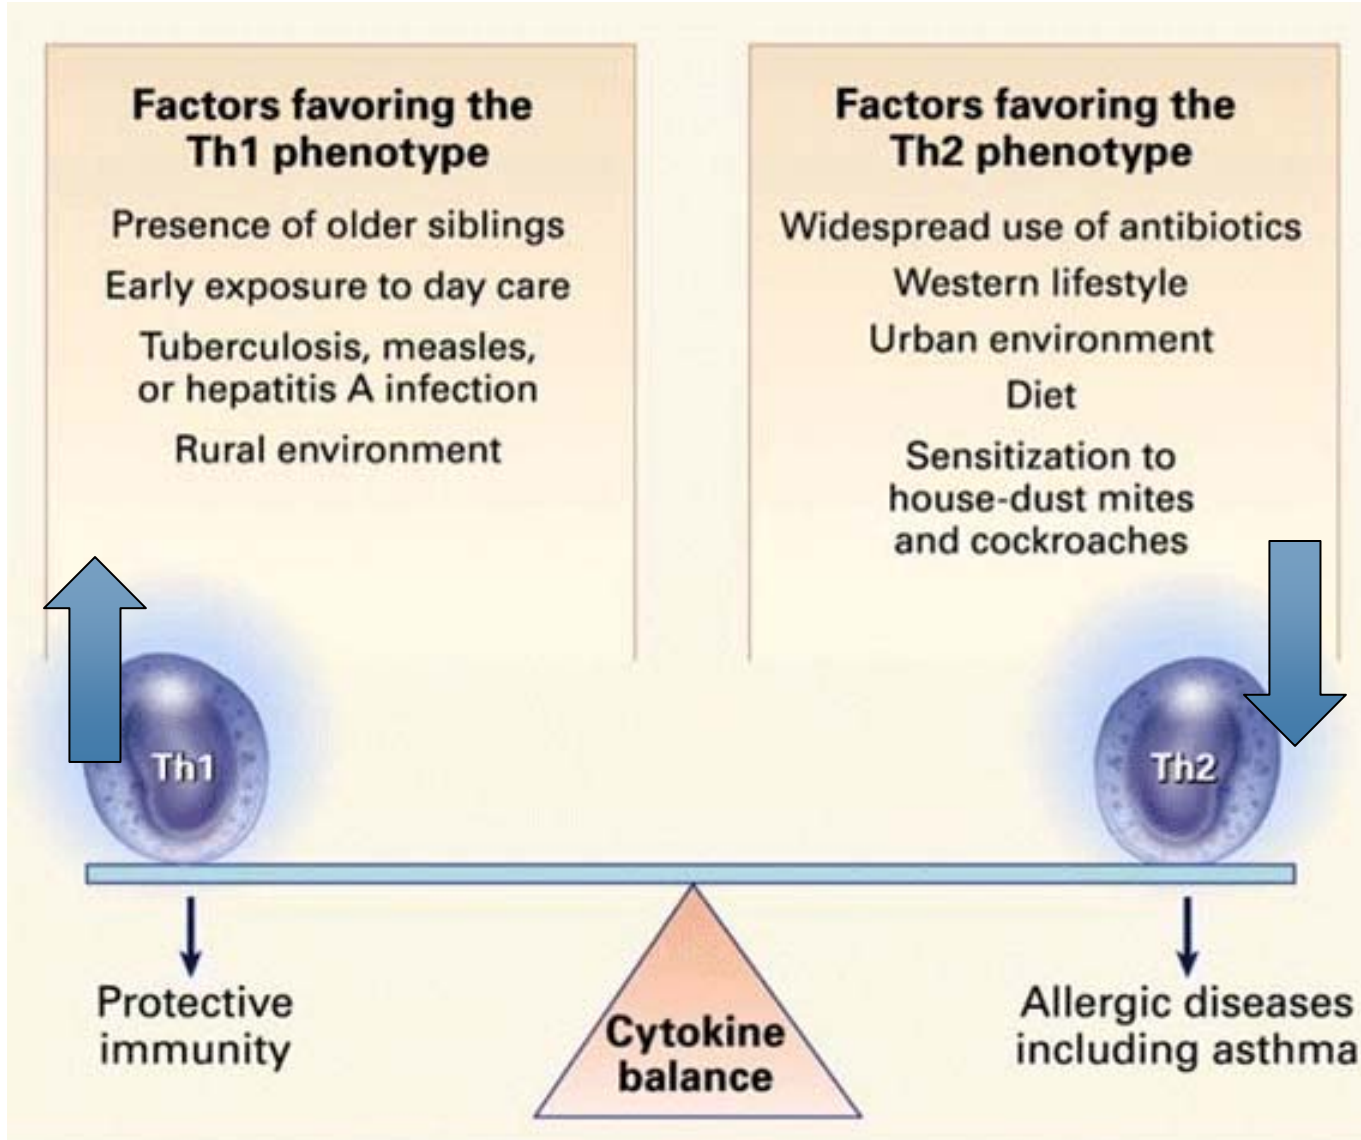 Factors favoring the
Th1 phenotype
Presence of older siblings
Early exposure to day care
Tuberculosis, measles,
or hepatitis A infection
Rural environment
Factors favoring the
Th2 phenotype
Widespread use of antibiotics
Western lifestyle
Urban environment
Diet
Sensitization to
house-dust mites
and cockroaches
Th1
Th2
Protective
immunity
Cytokine
balance
Allergic diseases
including asthma